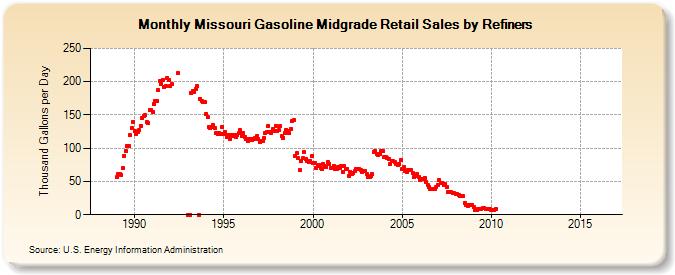 Monthly Missouri Gasoline Midgrade Retail Sales by Refiners
Thousand Gallons per Day
250
200
150
100
50
0
1990 1995 2000 2005 2010 2015
Source: U.S. Energy Information Administration